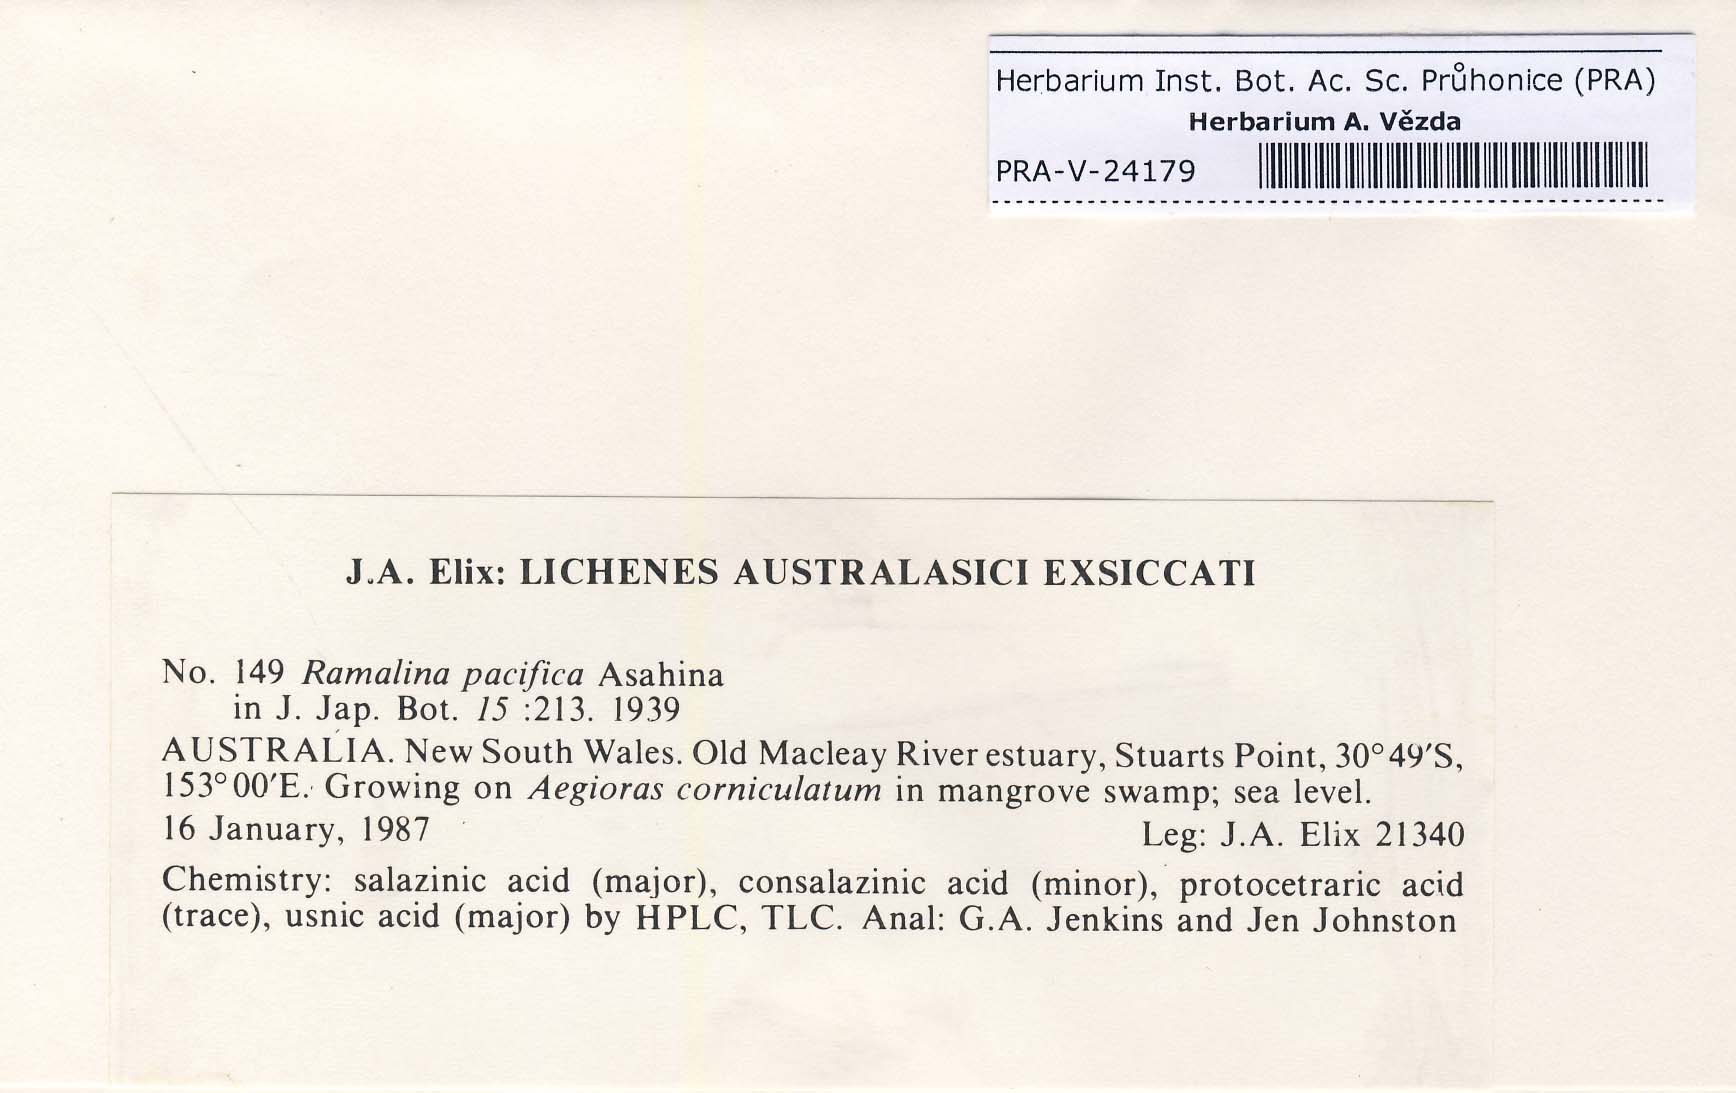 Herbarium Inst. Bot. Ac. Sc. Průhonice (PRA)
Herbarium A. Vězda
PRA-V-24179
J.A. Elix: LICHENES AUSTRALASICI EXSICCATI
No. 149 Ramalina pacifica Asahina
in J. Jap. Bot. 15 :213. 1939
AUSTRALIA. New South Wales. Old Macleay River estuary, Stuarts Point, 30°49'S,
153°00'E. Growing on Aegioras corniculatum in mangrove swamp; sea level.
16 January, 1987 Leg: J.A. Elix 21340
Chemistry: salazinic acid (major), consalazinic acid (minor), protocetraric acid
(trace), usnic acid (major) by HPLC, TLC. Anal: G.A. Jenkins and Jen Johnston